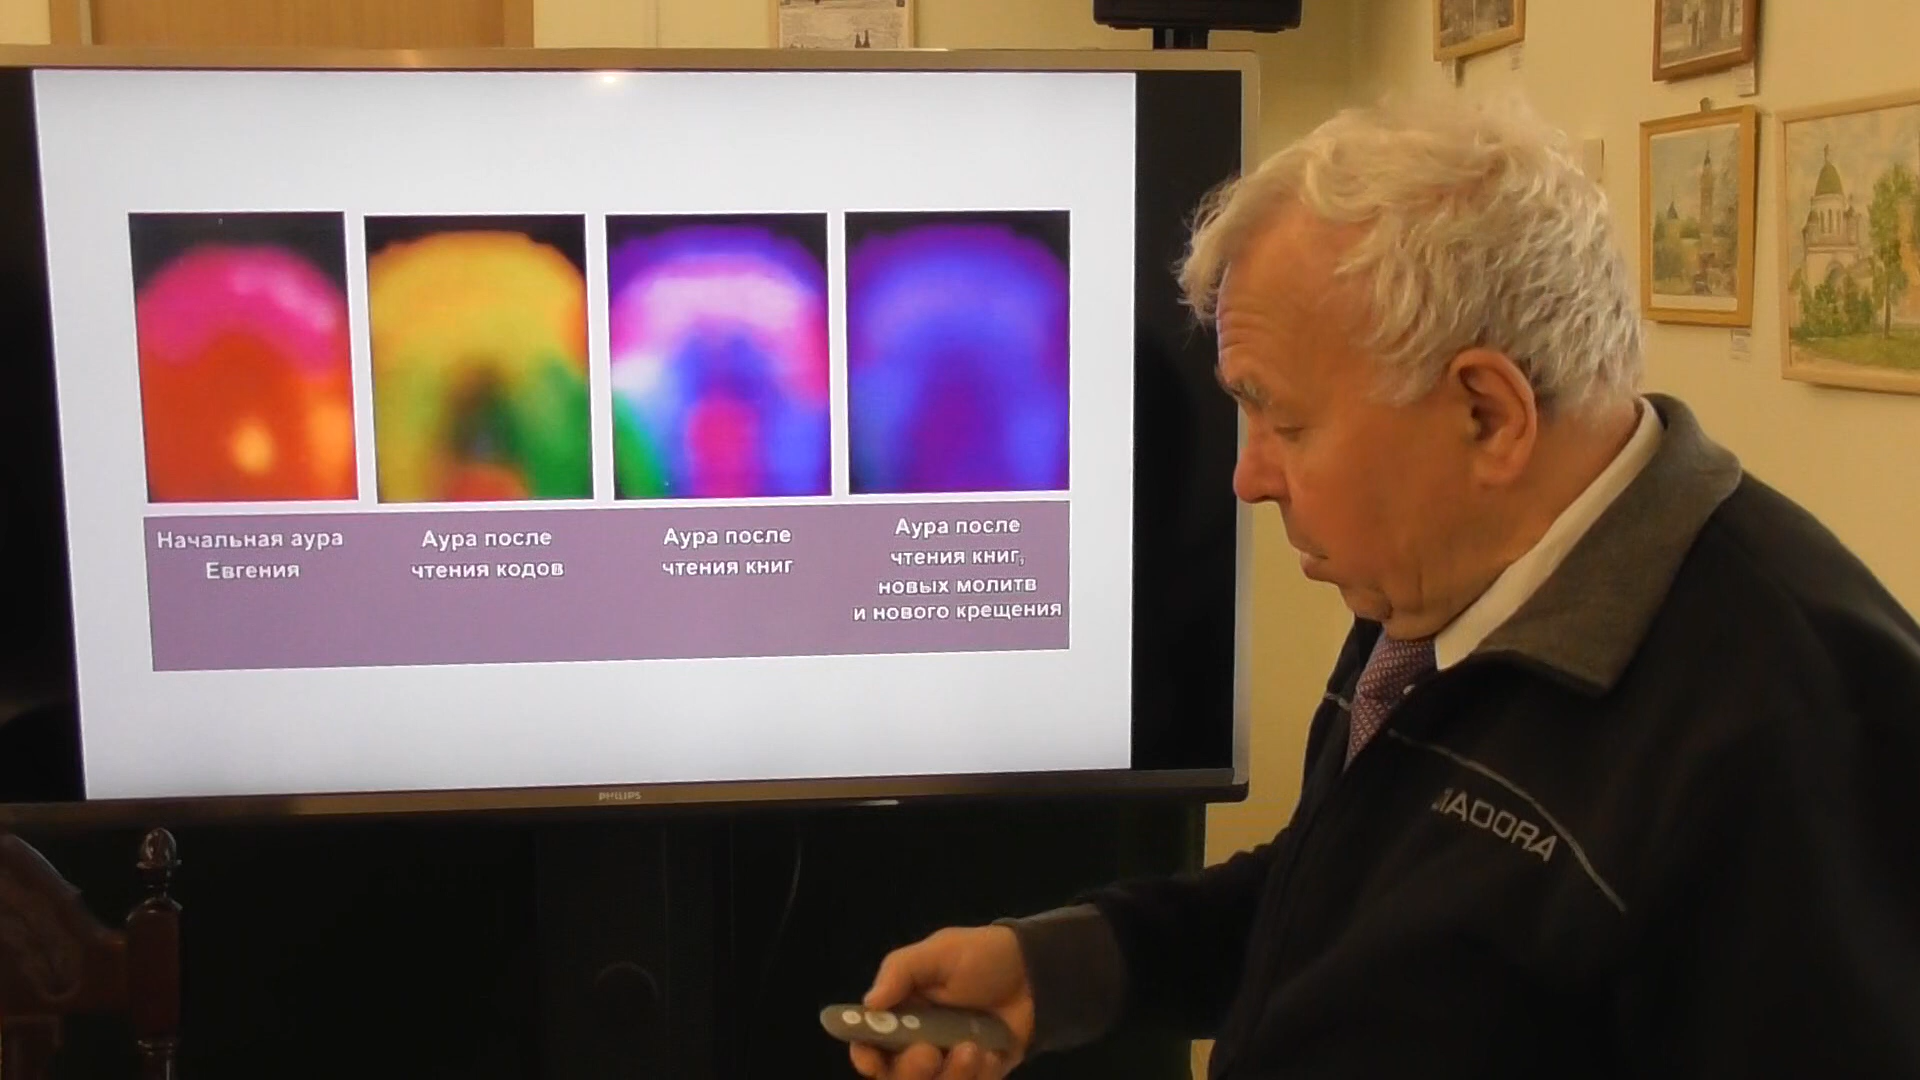 Начальная аура
Евгения
Аура после
чтения кодов
Аура после
чтения книг
Аура после
чтения книг,
новых молитв
и нового крещения
PHILIPS